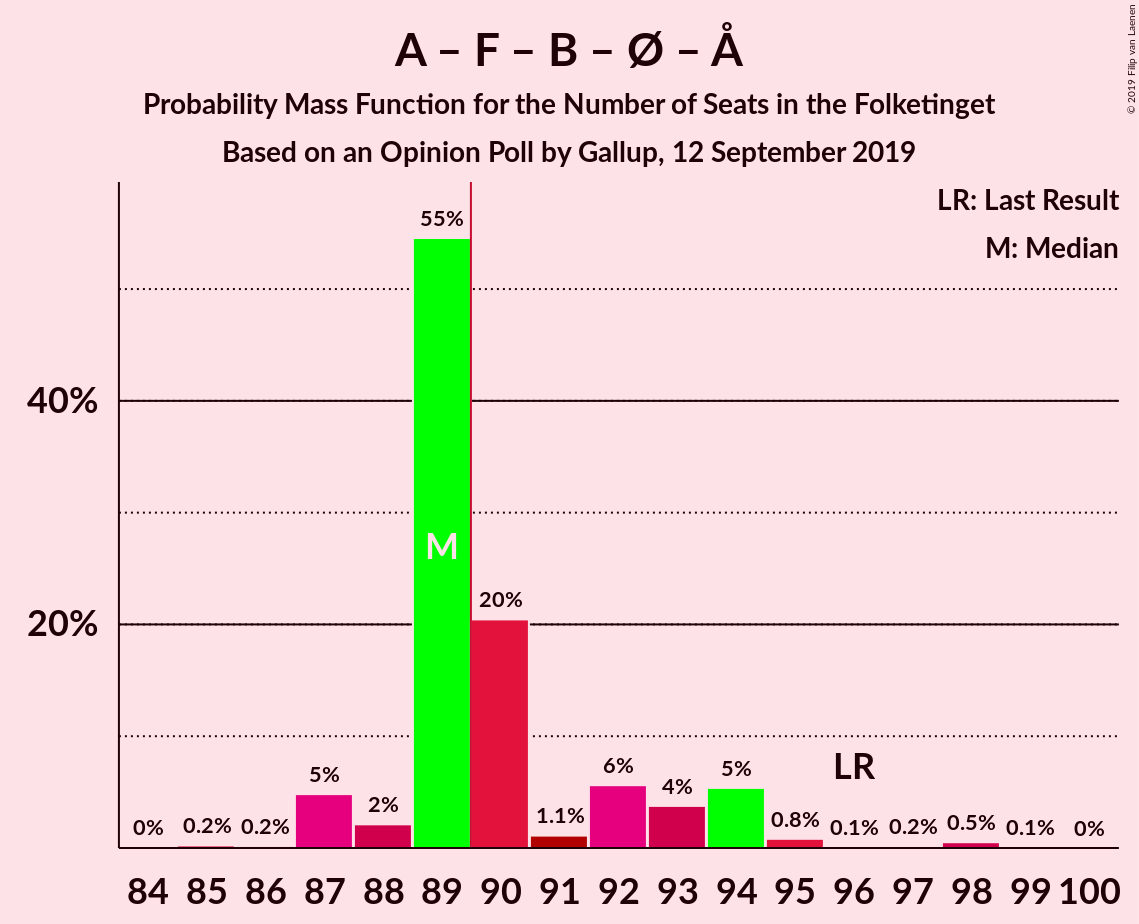 A – F – B – Ø – Å
Probability Mass Function for the Number of Seats in the Folketinget
Based on an Opinion Poll by Gallup, 12 September 2019
© 2019 Filip van Laenen
LR: Last Result
M: Median
55%
40%
M
20%
20%
5%
2%
1.1%
6%
4%
5%
LR
0%
0.2%
0.2%
0.8%
0.1%
0.2%
0.5%
0.1%
0%
84 85 86 87 88 89 90 91 92 93 94 95 96 97 98 99 100